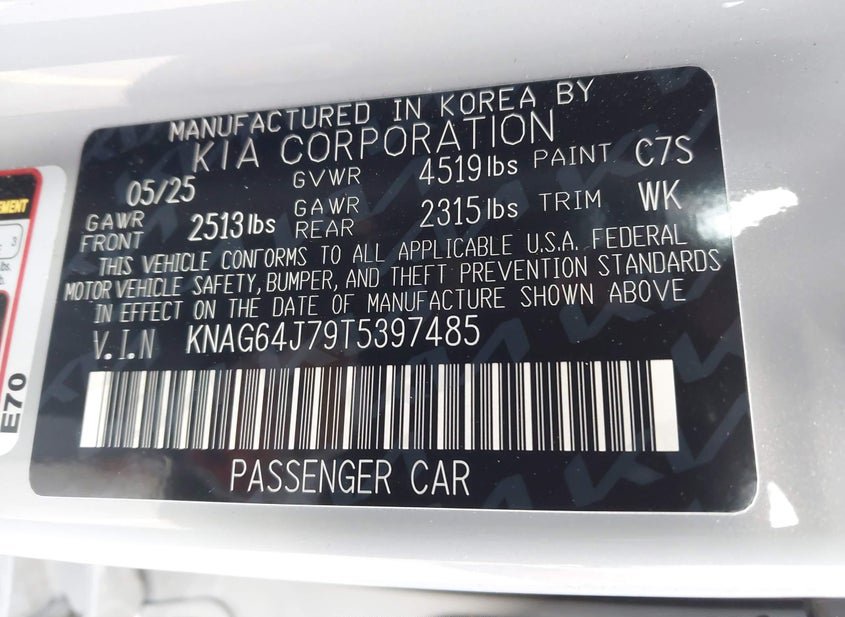 MANUFACTURED IN KOREA BY
KIA CORPORATION
05/25 GVWR 4519 lbs PAINT C7S
GAWR FRONT 2513 lbs GAWR REAR 2315 lbs TRIM WK
THIS VEHICLE CONFORMS TO ALL APPLICABLE U.S.A. FEDERAL
MOTOR VEHICLE SAFETY, BUMPER, AND THEFT PREVENTION STANDARDS
IN EFFECT ON THE DATE OF MANUFACTURE SHOWN ABOVE
V.I.N KNAG64J79T5397485
PASSENGER CAR
E70
3
lbs.